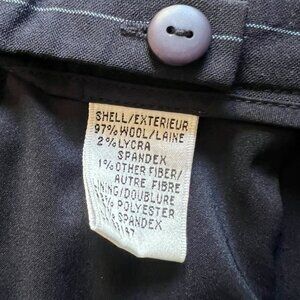 SHELL/EXTERIEUR
97% WOOL/LAINE
2% LYCRA
SPANDEX
1% OTHER FIBER/
AUTRE FIBRE
LINING/DOUBLURE
POLYESTER
SPANDEX